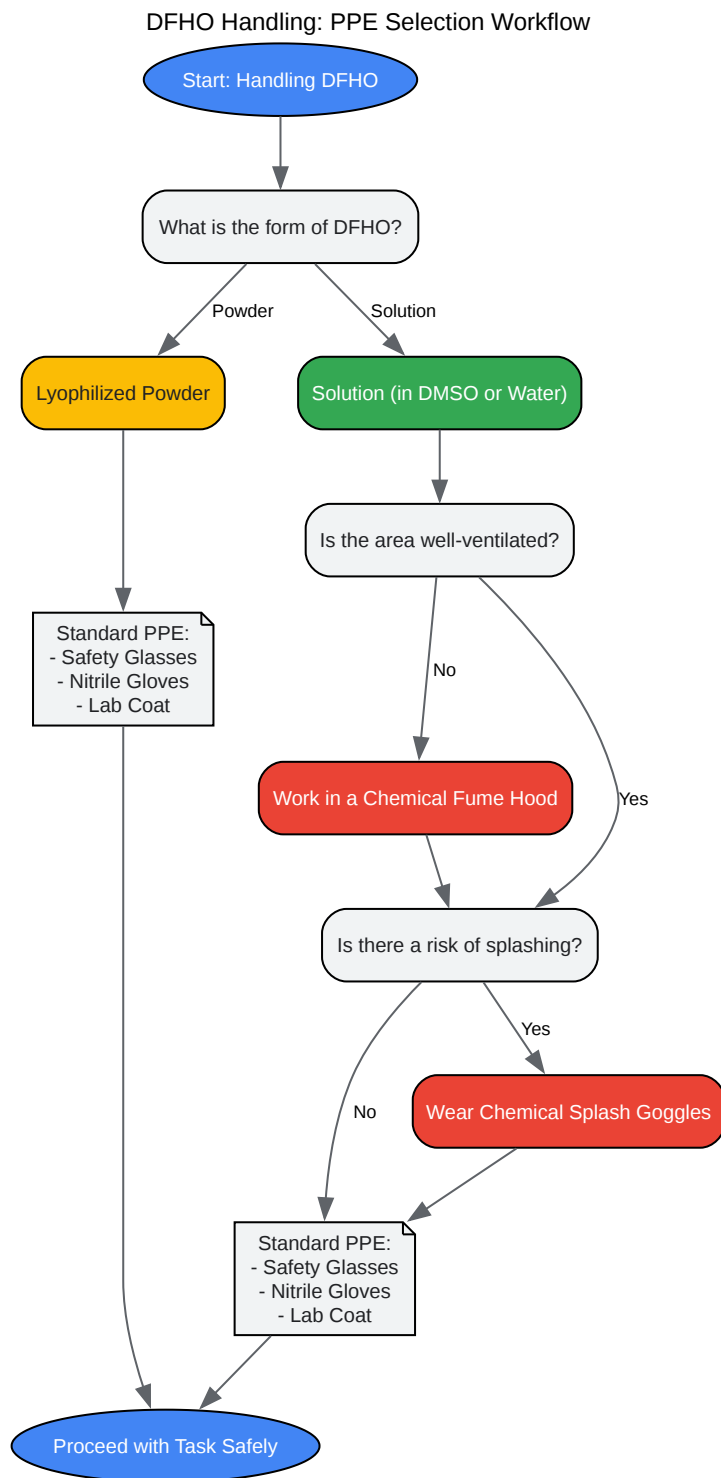 DFHO Handling: PPE Selection Workflow
Start: Handling DFHO
What is the form of DFHO?
Powder
Solution
Lyophilized Powder
Solution (in DMSO or Water)
Is the area well-ventilated?
Standard PPE:
- Safety Glasses
- Nitrile Gloves
- Lab Coat
No
Work in a Chemical Fume Hood
Yes
Is there a risk of splashing?
Yes
No
Wear Chemical Splash Goggles
Standard PPE:
- Safety Glasses
- Nitrile Gloves
- Lab Coat
Proceed with Task Safely